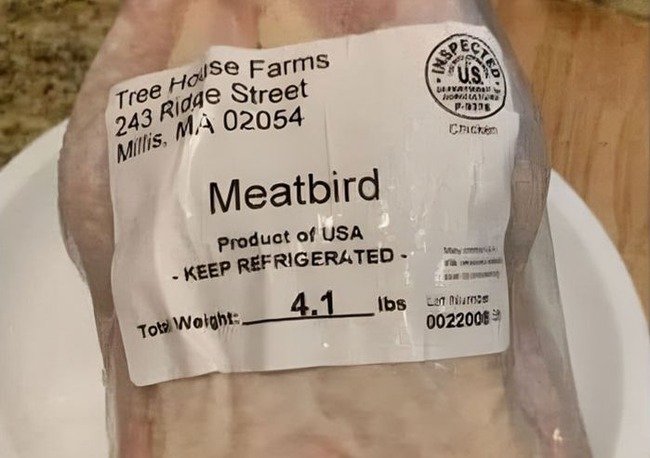 Tree House Farms
243 Ridge Street
Millis, MA 02054
INSPECTED
U.S.
Chicken
Meatbird
Product of USA
- KEEP REFRIGERATED -
Total Weight: 4.1 lbs